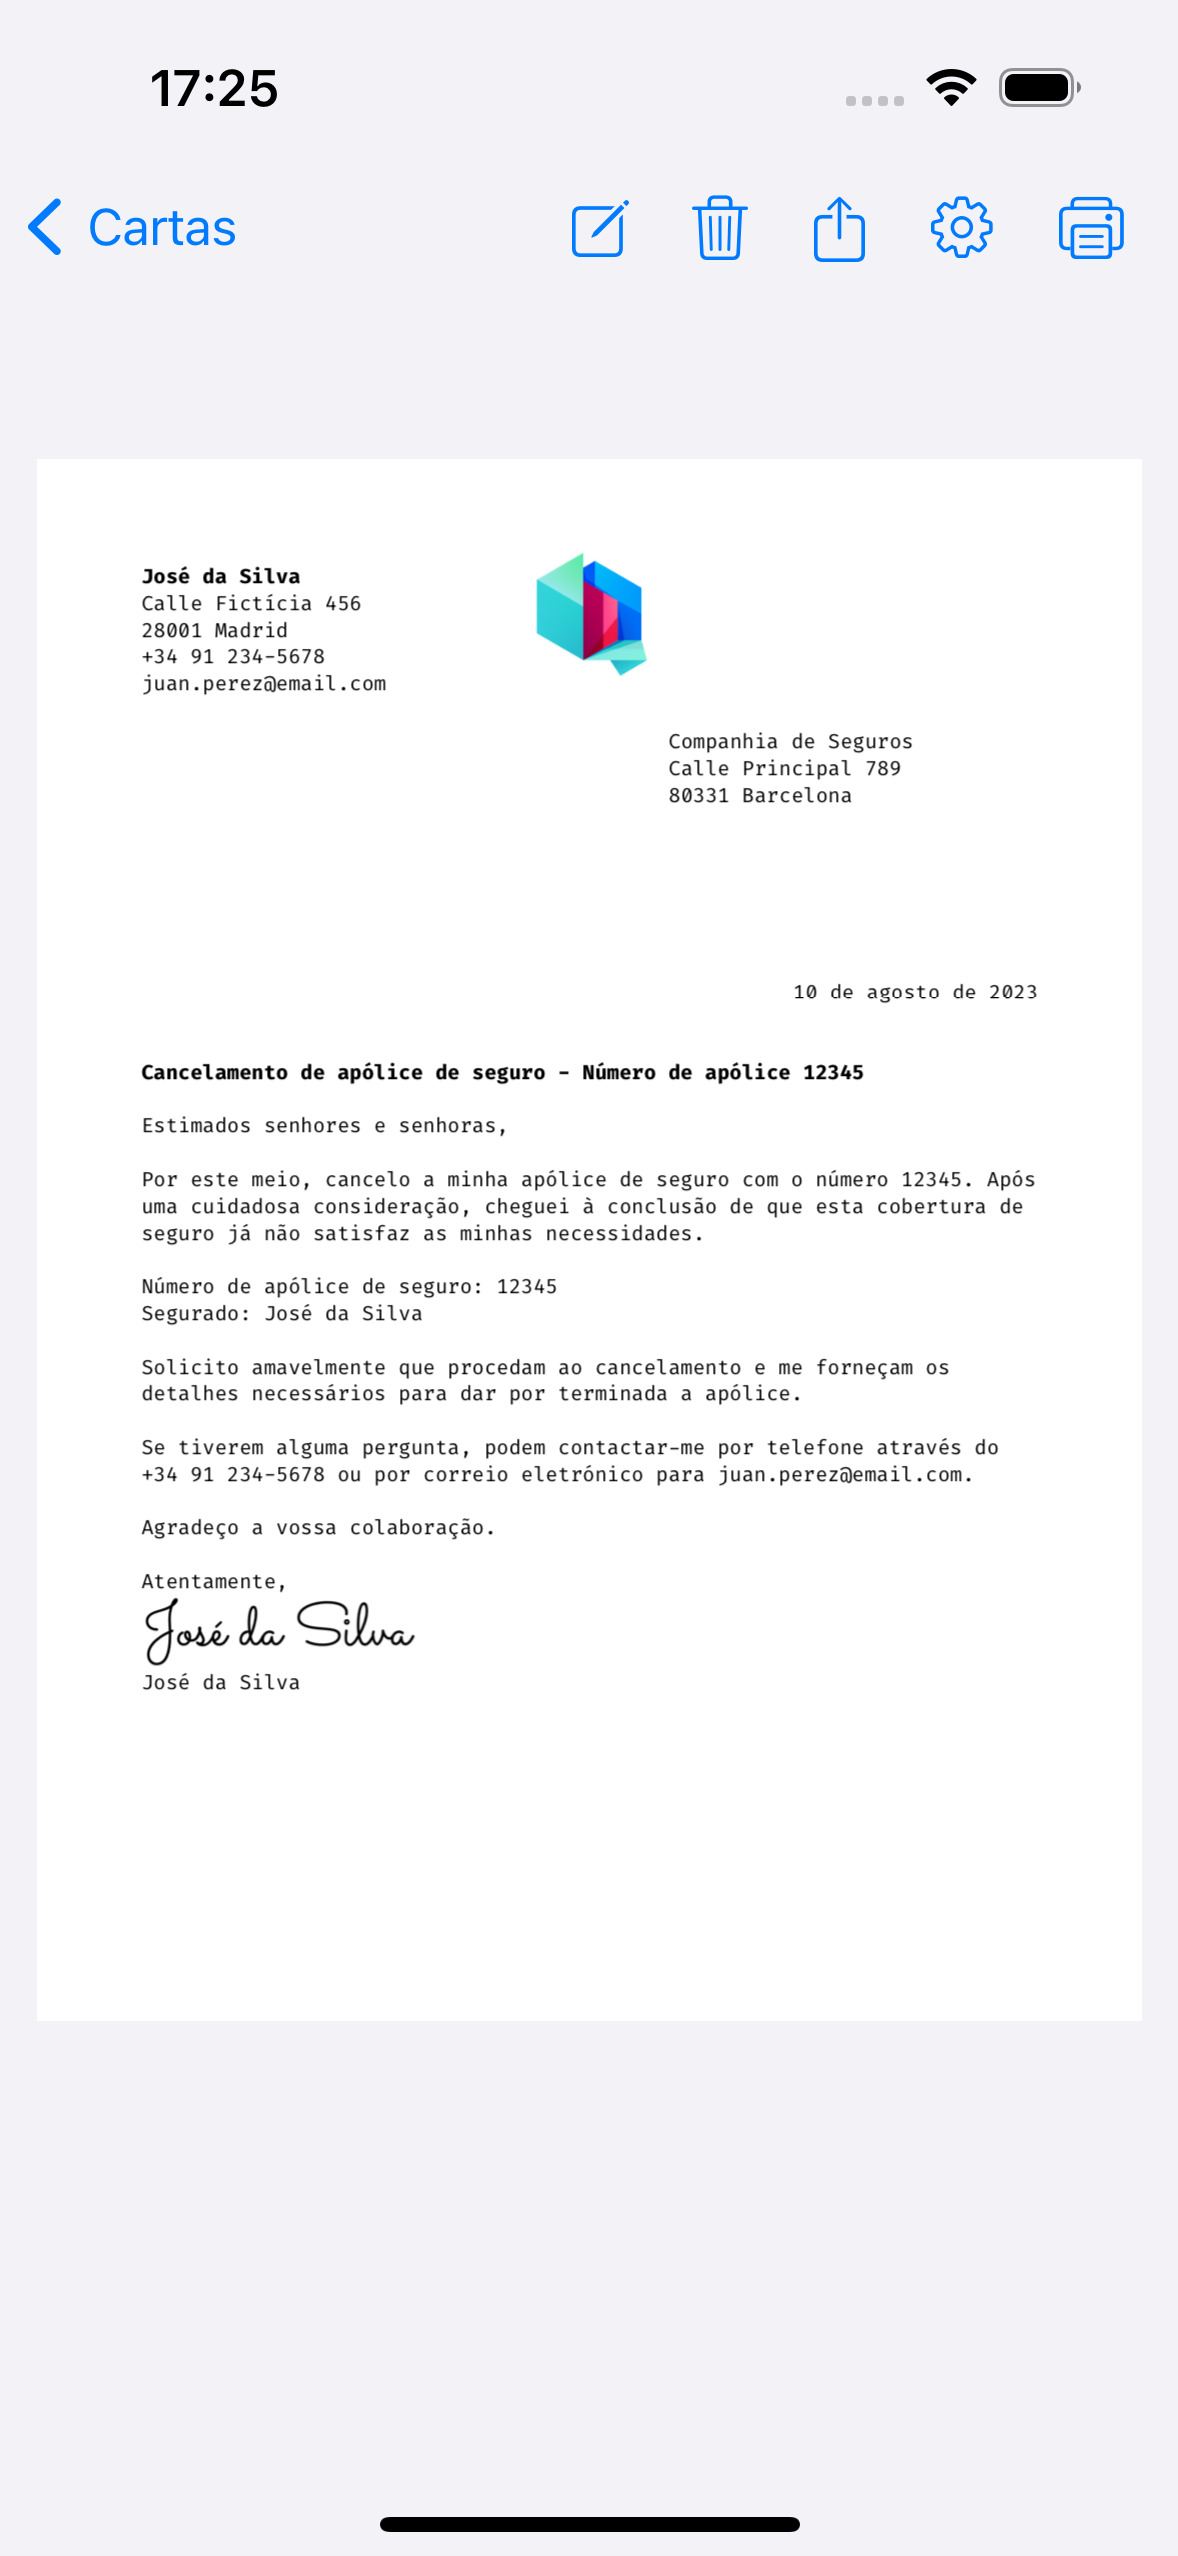 17:25
Cartas
José da Silva
Calle Fictícia 456
28001 Madrid
+34 91 234-5678
juan.perez@email.com
Companhia de Seguros
Calle Principal 789
80331 Barcelona
10 de agosto de 2023
Cancelamento de apólice de seguro - Número de apólice 12345
Estimados senhores e senhoras,
Por este meio, cancelo a minha apólice de seguro com o número 12345. Após
uma cuidadosa consideração, cheguei à conclusão de que esta cobertura de
seguro já não satisfaz as minhas necessidades.
Número de apólice de seguro: 12345
Segurado: José da Silva
Solicito amavelmente que procedam ao cancelamento e me forneçam os
detalhes necessários para dar por terminada a apólice.
Se tiverem alguma pergunta, podem contactar-me por telefone através do
+34 91 234-5678 ou por correio eletrónico para juan.perez@email.com.
Agradeço a vossa colaboração.
Atentamente,
José da Silva
José da Silva